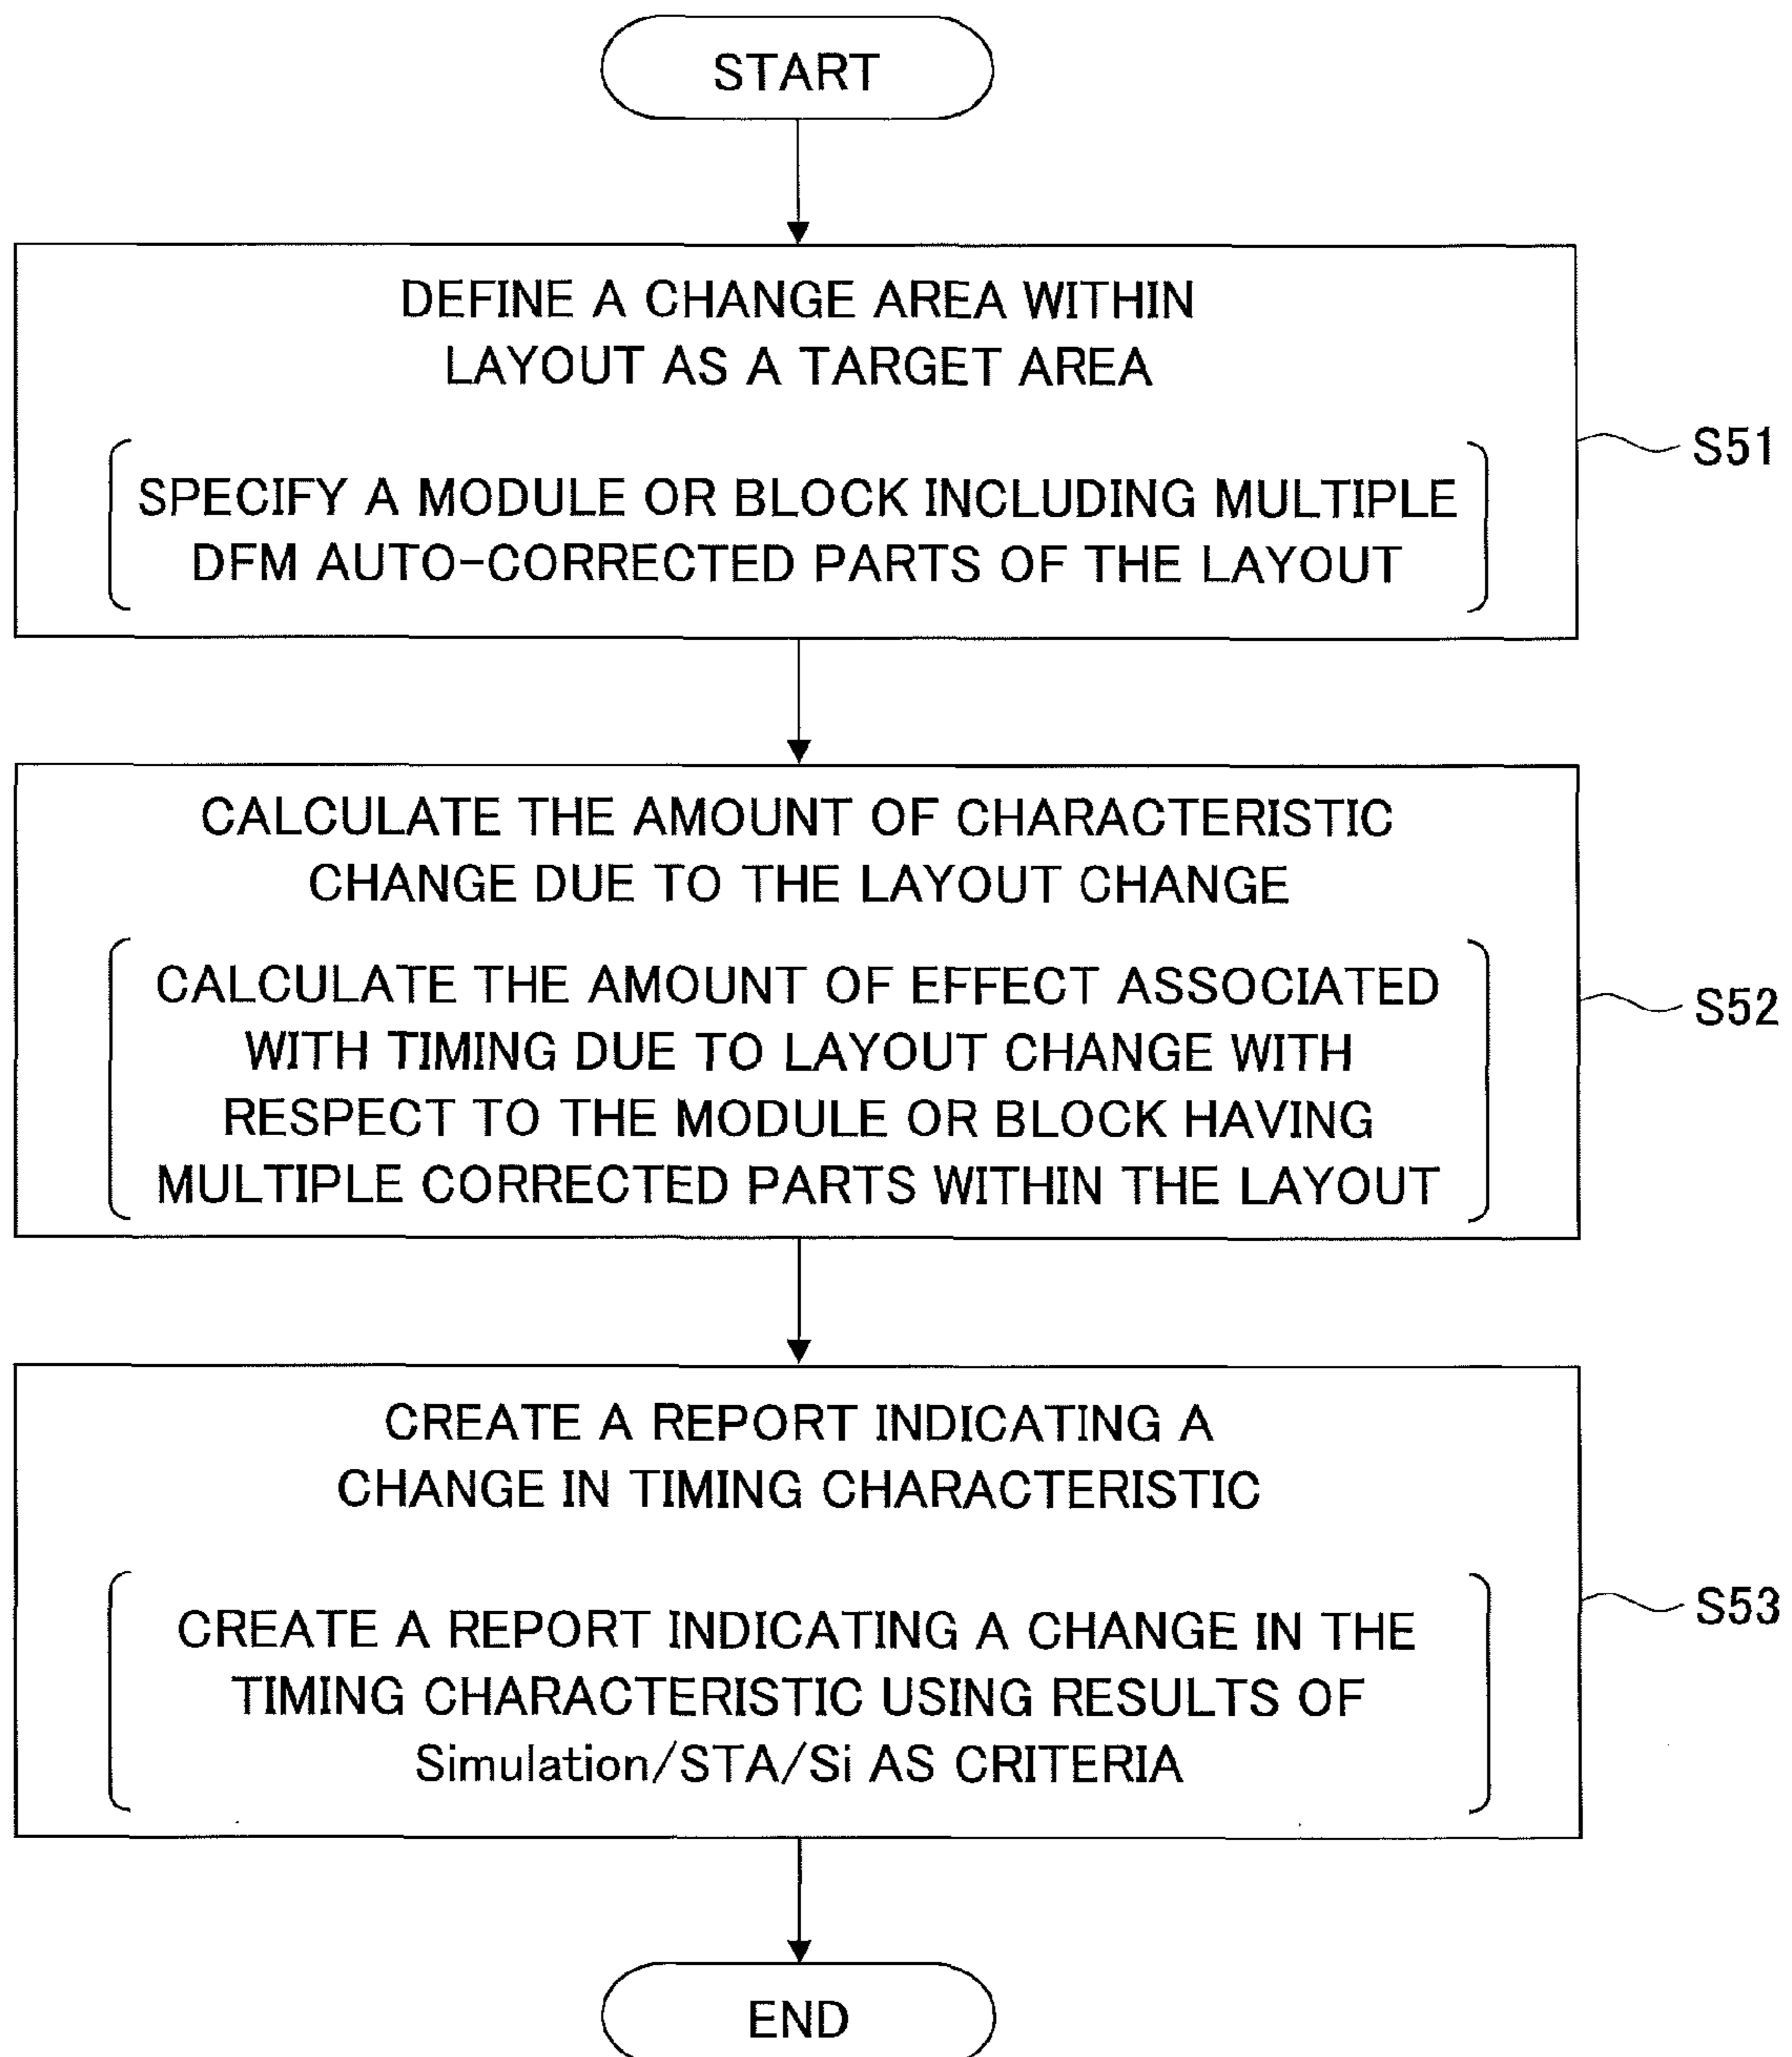 START
DEFINE A CHANGE AREA WITHIN
LAYOUT AS A TARGET AREA
SPECIFY A MODULE OR BLOCK INCLUDING MULTIPLE
DFM AUTO-CORRECTED PARTS OF THE LAYOUT
S51
CALCULATE THE AMOUNT OF CHARACTERISTIC
CHANGE DUE TO THE LAYOUT CHANGE
CALCULATE THE AMOUNT OF EFFECT ASSOCIATED
WITH TIMING DUE TO LAYOUT CHANGE WITH
RESPECT TO THE MODULE OR BLOCK HAVING
MULTIPLE CORRECTED PARTS WITHIN THE LAYOUT
S52
CREATE A REPORT INDICATING A
CHANGE IN TIMING CHARACTERISTIC
CREATE A REPORT INDICATING A CHANGE IN THE
TIMING CHARACTERISTIC USING RESULTS OF
Simulation/STA/Si AS CRITERIA
S53
END